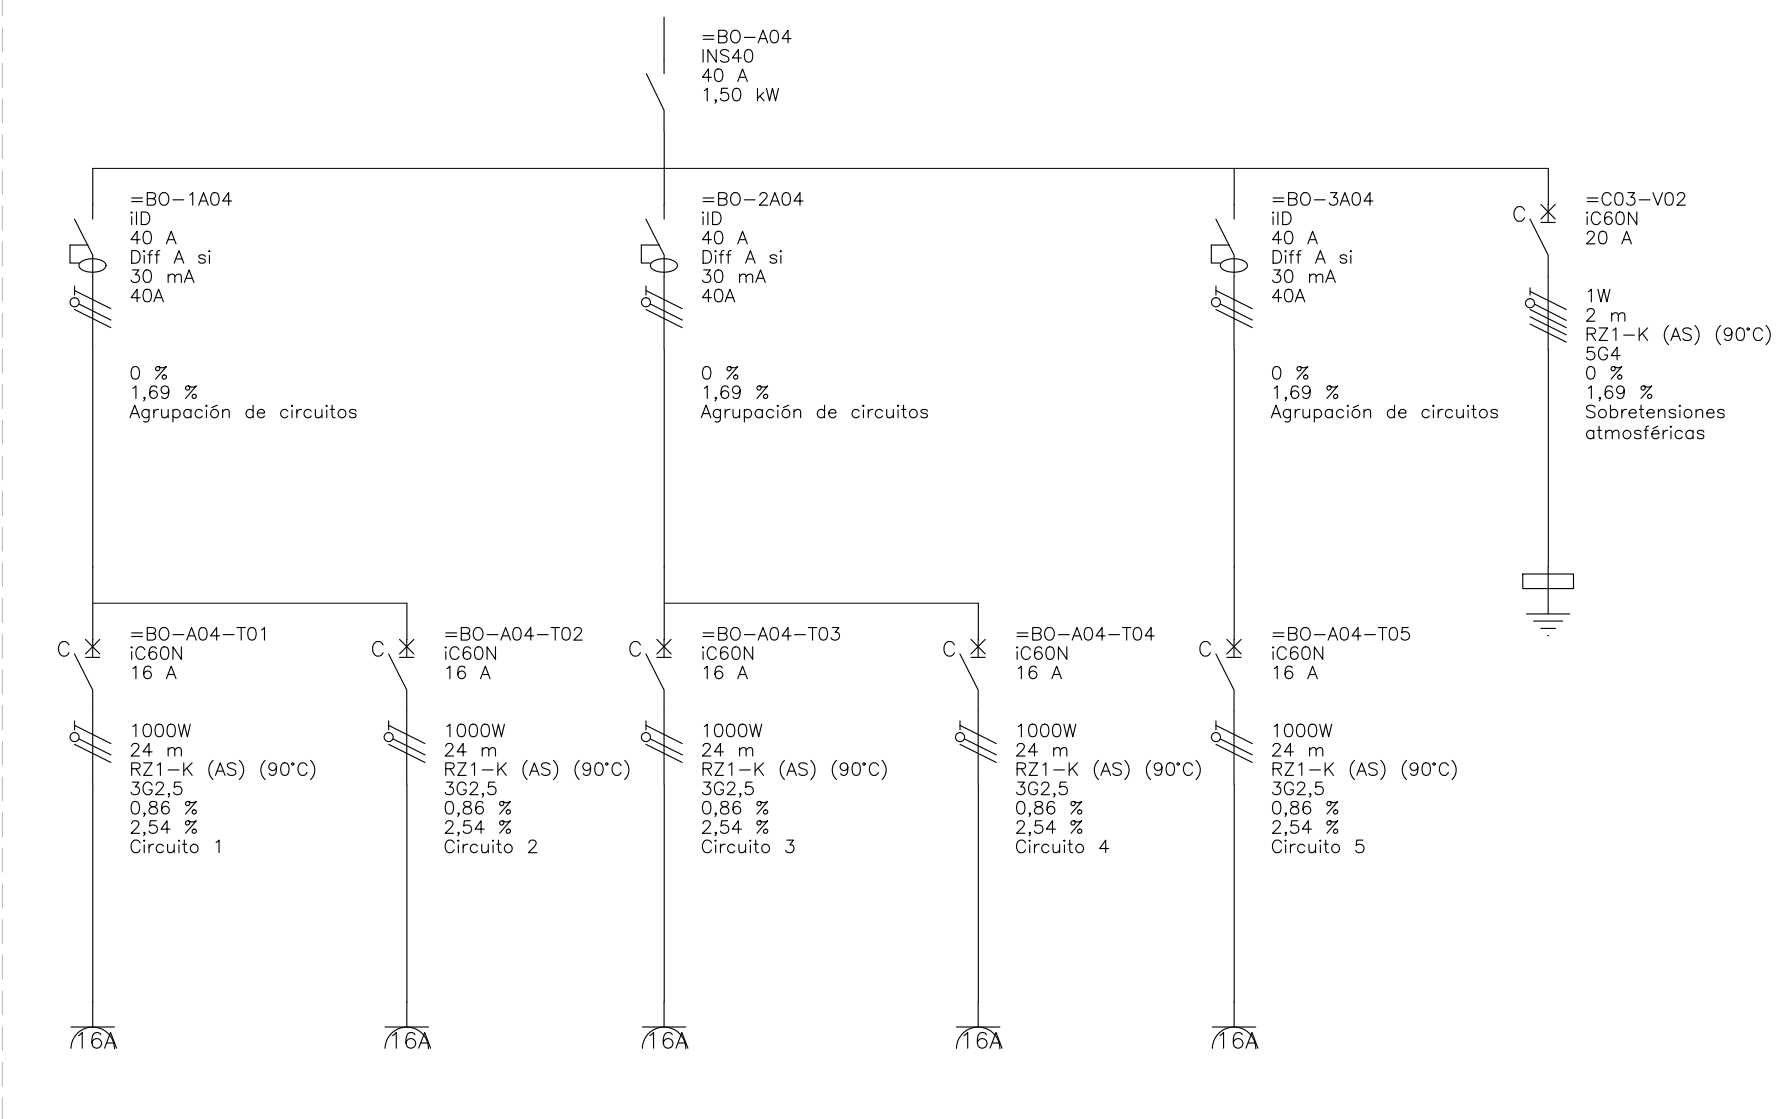 =BO-A04
INS40
40 A
1,50 kW
=BO-1A04
iID
40 A
Diff A si
30 mA
40A
0 %
1,69 %
Agrupación de circuitos
=BO-2A04
iID
40 A
Diff A si
30 mA
40A
0 %
1,69 %
Agrupación de circuitos
=BO-3A04
iID
40 A
Diff A si
30 mA
40A
0 %
1,69 %
Agrupación de circuitos
C
=C03-V02
iC60N
20 A
1W
2 m
RZ1-K (AS) (90°C)
5G4
0 %
1,69 %
Sobretensiones
atmosféricas
C
=BO-A04-T01
iC60N
16 A
1000W
24 m
RZ1-K (AS) (90°C)
3G2,5
0,86 %
2,54 %
Circuito 1
16A
C
=BO-A04-T02
iC60N
16 A
1000W
24 m
RZ1-K (AS) (90°C)
3G2,5
0,86 %
2,54 %
Circuito 2
16A
C
=BO-A04-T03
iC60N
16 A
1000W
24 m
RZ1-K (AS) (90°C)
3G2,5
0,86 %
2,54 %
Circuito 3
16A
C
=BO-A04-T04
iC60N
16 A
1000W
24 m
RZ1-K (AS) (90°C)
3G2,5
0,86 %
2,54 %
Circuito 4
16A
C
=BO-A04-T05
iC60N
16 A
1000W
24 m
RZ1-K (AS) (90°C)
3G2,5
0,86 %
2,54 %
Circuito 5
16A